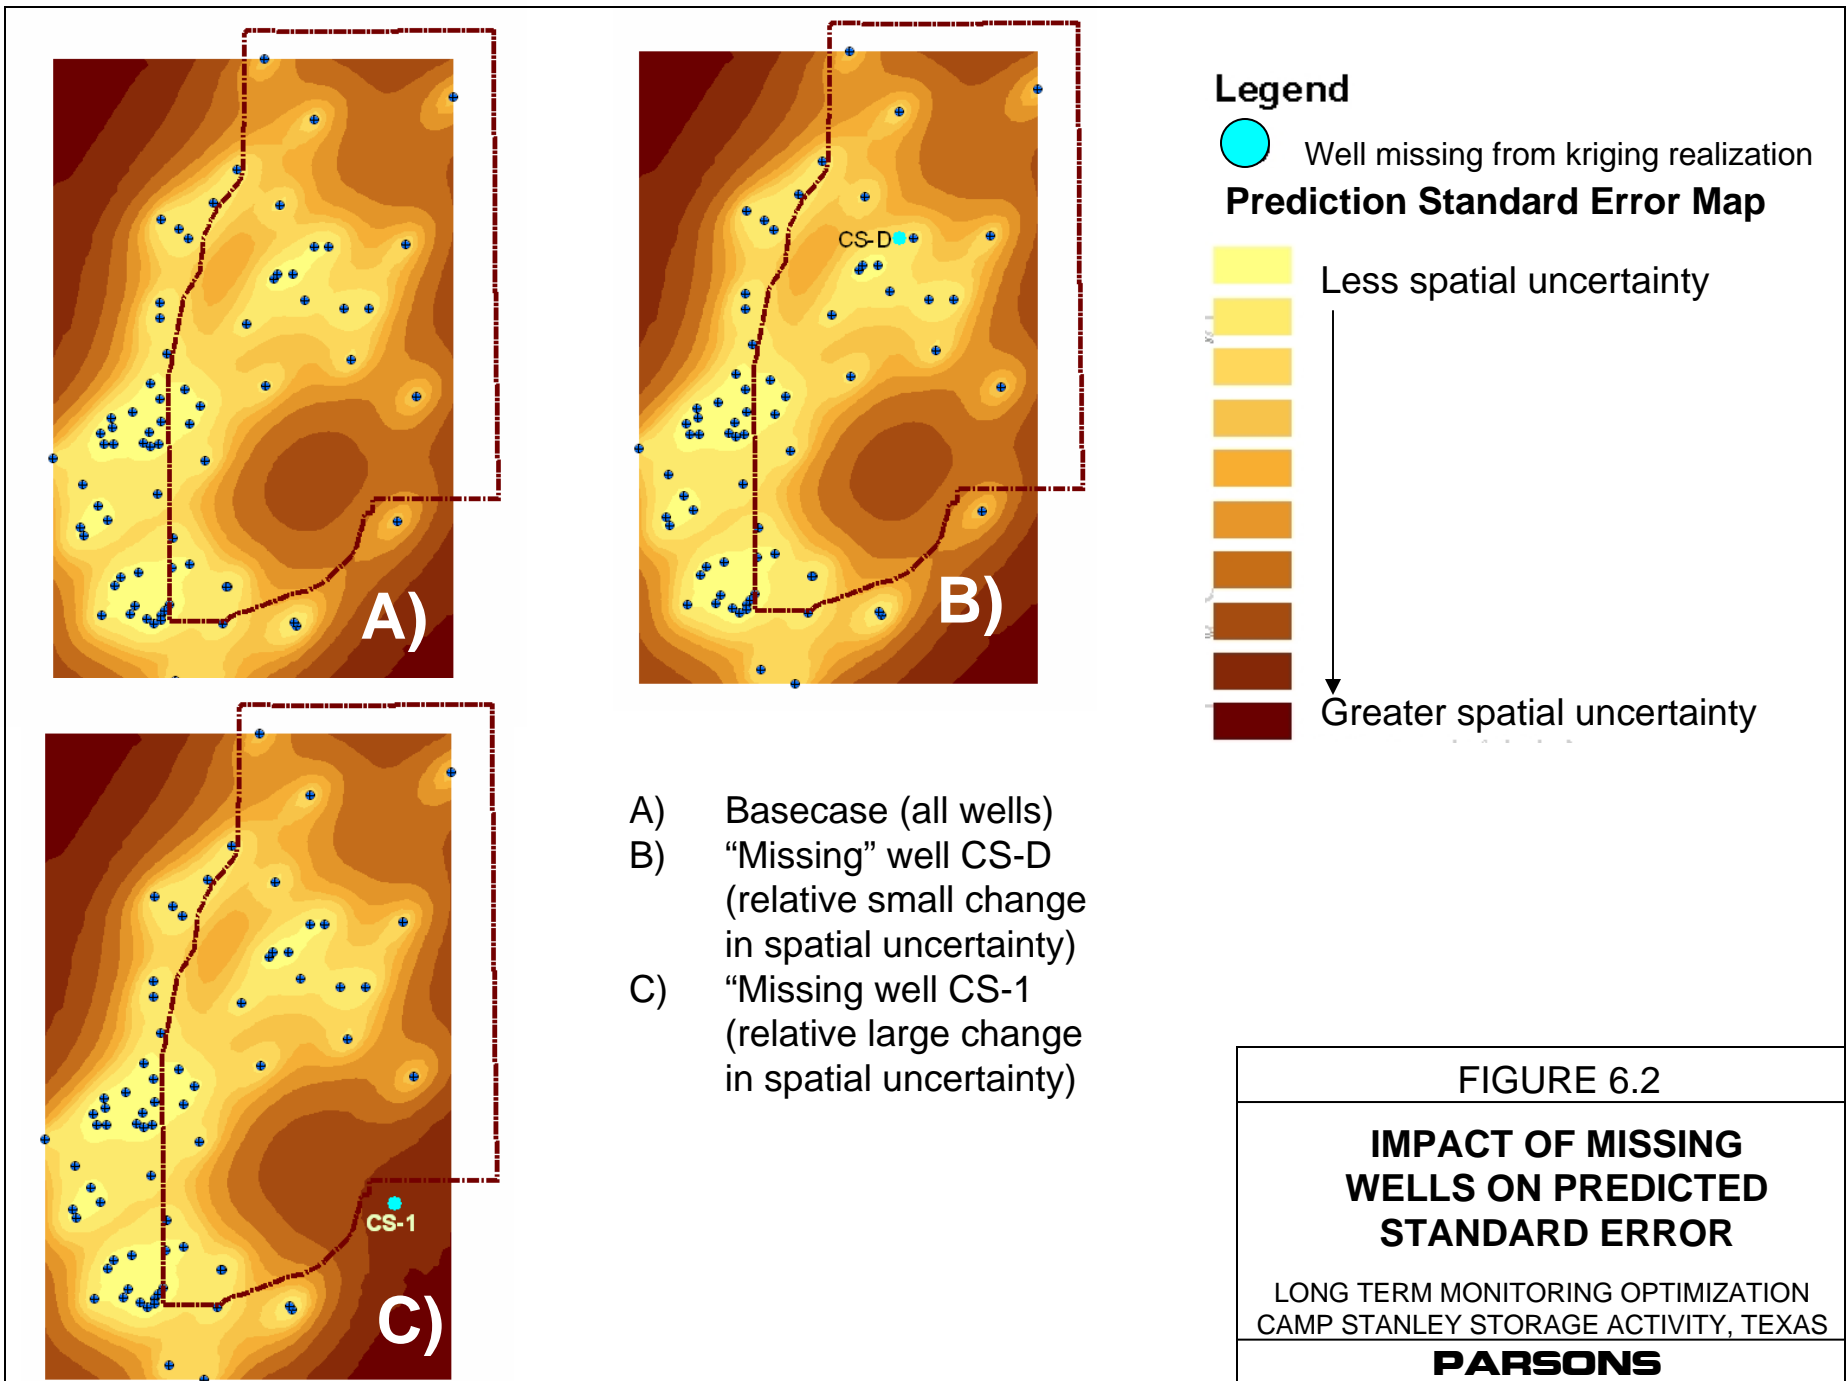 Legend
Well missing from kriging realization
Prediction Standard Error Map
Less spatial uncertainty
Greater spatial uncertainty
A)
CS-D
B)
CS-1
C)
A) Basecase (all wells)
B) “Missing” well CS-D
(relative small change
in spatial uncertainty)
C) “Missing well CS-1
(relative large change
in spatial uncertainty)
FIGURE 6.2
IMPACT OF MISSING
WELLS ON PREDICTED
STANDARD ERROR
LONG TERM MONITORING OPTIMIZATION
CAMP STANLEY STORAGE ACTIVITY, TEXAS
PARSONS